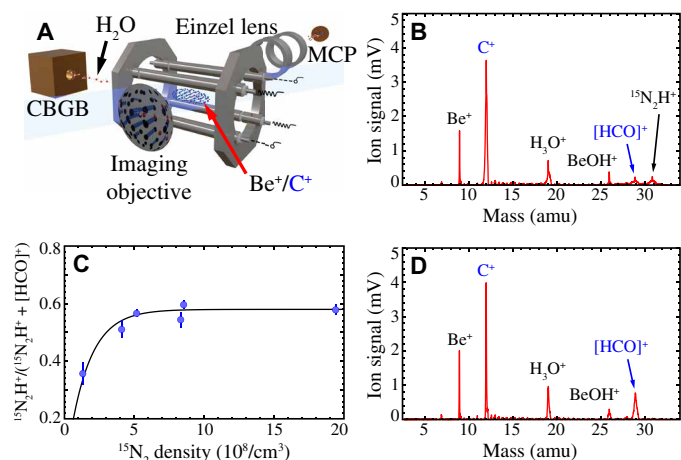 A
H₂O
Einzel lens
MCP
CBGB
Imaging
objective
Be⁺/C⁺
B
Ion signal (mV)
5
4
3
2
1
0
C⁺
Be⁺
H₃O⁺
BeOH⁺
[HCO]⁺
¹⁵N₂H⁺
5 10 15 20 25 30
Mass (amu)
C
¹⁵N₂H⁺/(¹⁵N₂H⁺ + [HCO]⁺)
0.8
0.6
0.4
0.2
0 5 10 15 20
¹⁵N₂ density (10⁸/cm³)
D
Ion signal (mV)
5
4
3
2
1
0
C⁺
Be⁺
H₃O⁺
BeOH⁺
[HCO]⁺
5 10 15 20 25 30
Mass (amu)